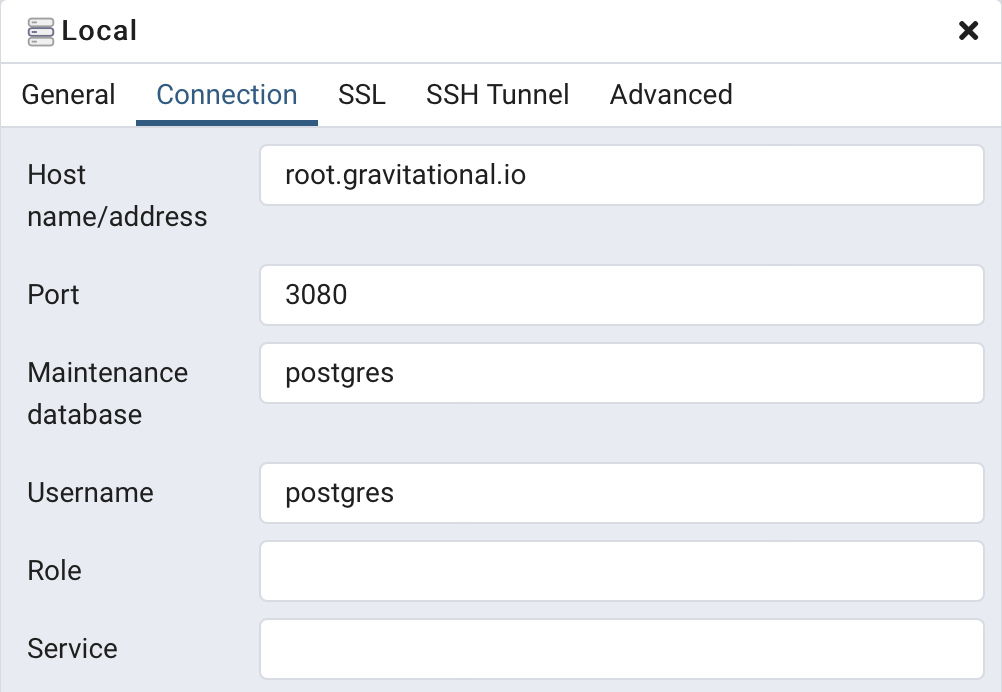 Local
General Connection SSL SSH Tunnel Advanced
Host name/address
root.gravitational.io
Port
3080
Maintenance database
postgres
Username
postgres
Role
Service